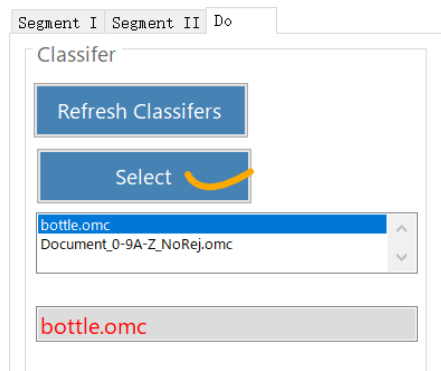 Segment I Segment II Do
Classifer
Refresh Classifers
Select
bottle.omc
Document_0-9A-Z_NoRej.omc
bottle.omc